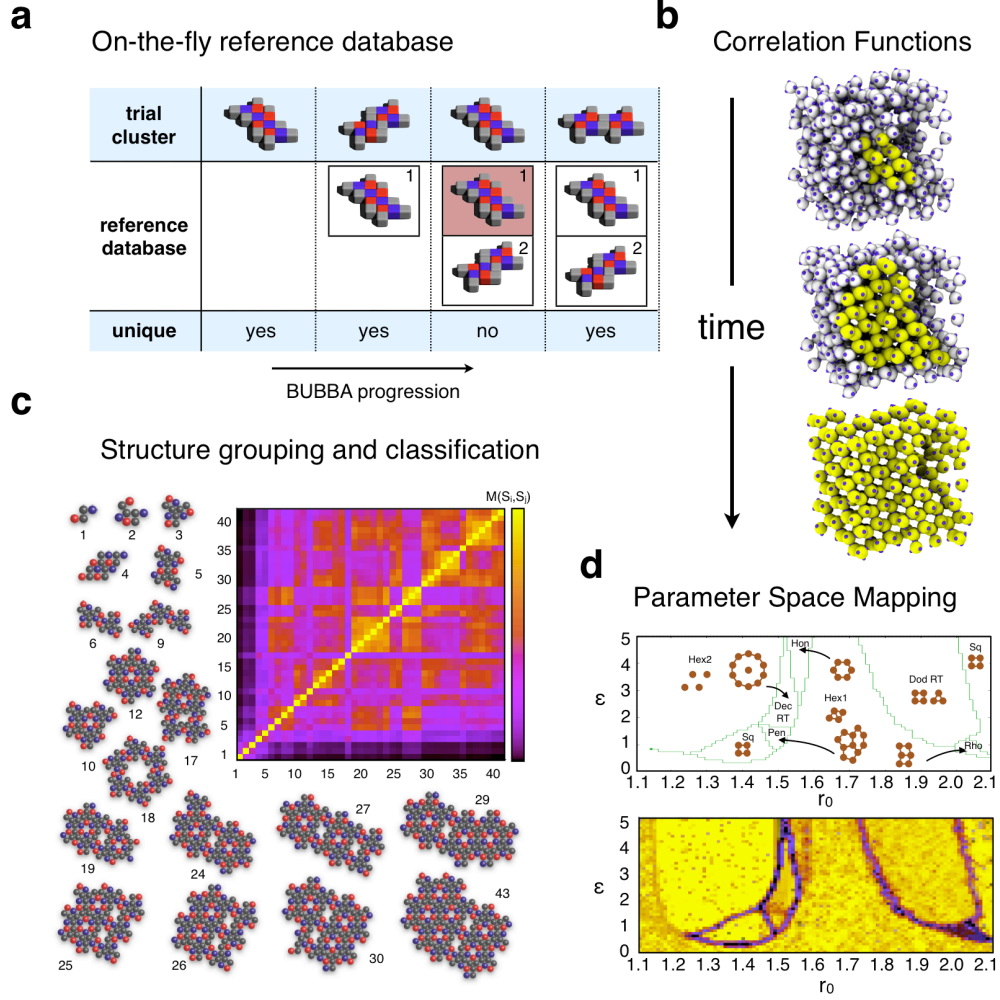 a
On-the-fly reference database
trial
cluster
reference
database
1
1
1
2
2
unique
yes
yes
no
yes
BUBBA progression
b
Correlation Functions
time
c
Structure grouping and classification
M(Si,Sj)
1
2
3
4
5
6
9
12
10
17
18
19
24
27
29
25
26
30
43
40
35
30
25
20
15
10
5
1
1 5 10 15 20 25 30 35 40
d
Parameter Space Mapping
5
4
3
2
1
0
ε
Hex2
Hon
Dec
RT
Sq
Pen
Hex1
Dod RT
Sq
Rho
1.1 1.2 1.3 1.4 1.5 1.6 1.7 1.8 1.9 2.0 2.1
r0
5
4
3
2
1
0
ε
1.1 1.2 1.3 1.4 1.5 1.6 1.7 1.8 1.9 2.0 2.1
r0